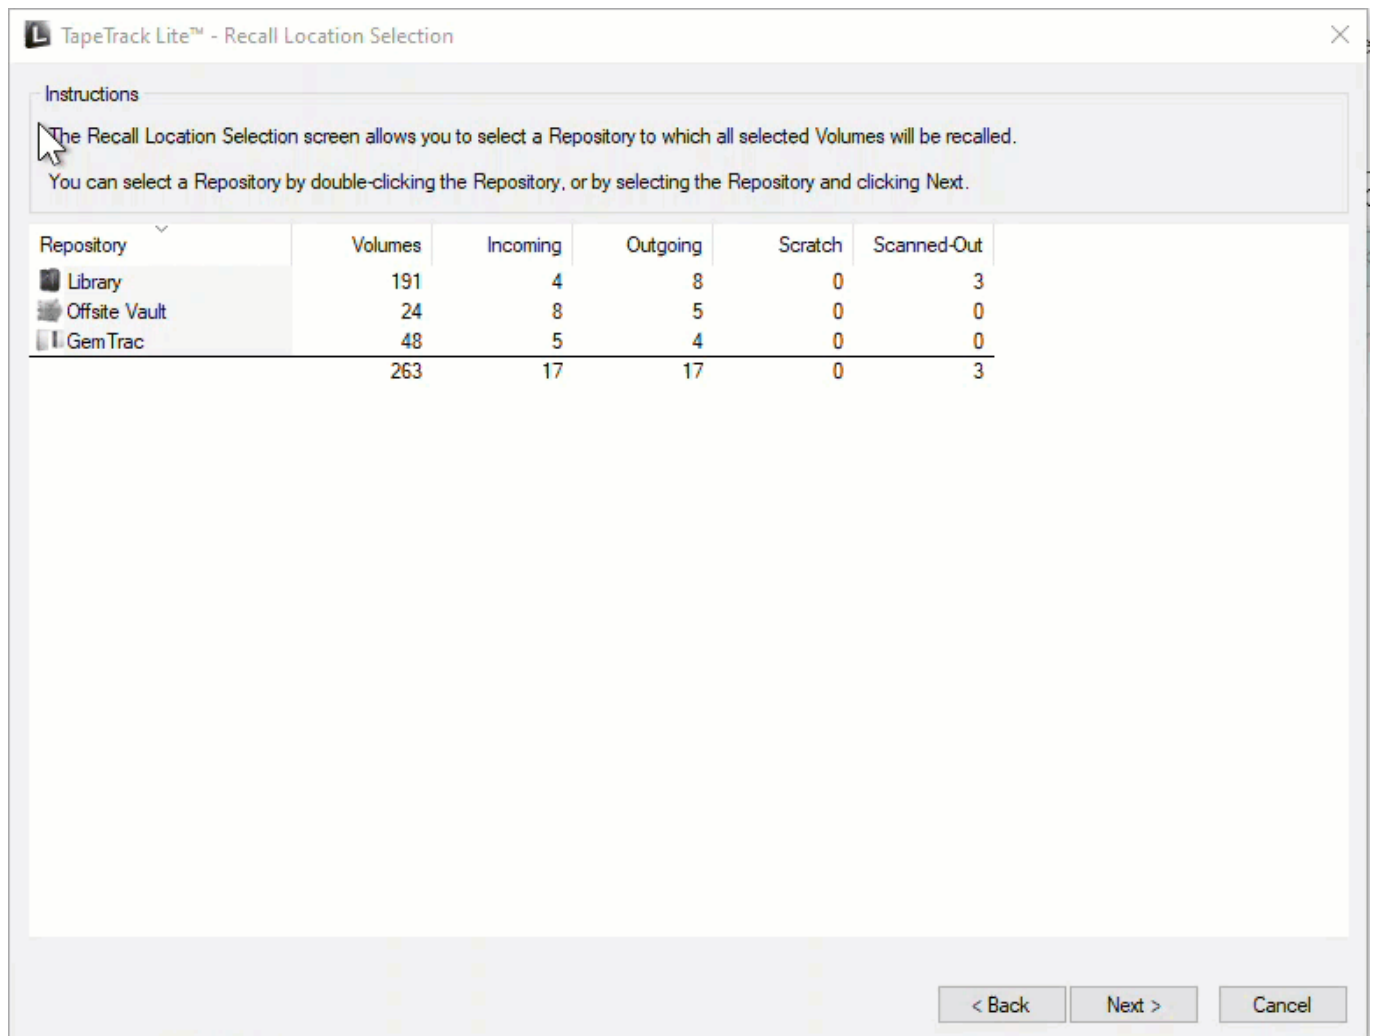 TapeTrack Lite™ - Recall Location Selection
Instructions
The Recall Location Selection screen allows you to select a Repository to which all selected Volumes will be recalled.
You can select a Repository by double-clicking the Repository, or by selecting the Repository and clicking Next.
Repository Volumes Incoming Outgoing Scratch Scanned-Out
Library 191 4 8 0 3
Offsite Vault 24 8 5 0 0
GemTrac 48 5 4 0 0
263 17 17 0 3
< Back Next > Cancel